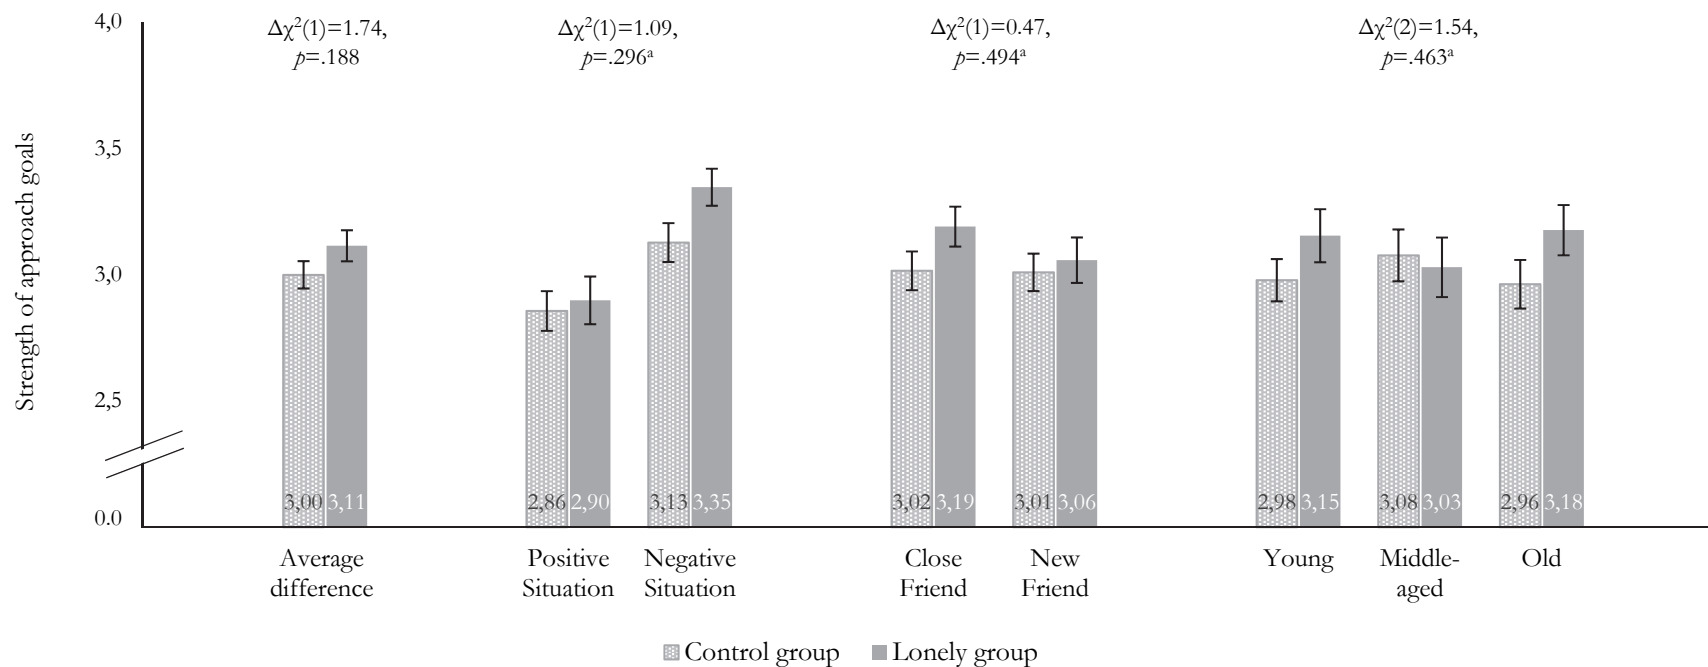 Δχ²(1)=1.74,
p=.188
Δχ²(1)=1.09,
p=.296ᵃ
Δχ²(1)=0.47,
p=.494ᵃ
Δχ²(2)=1.54,
p=.463ᵃ
Strength of approach goals
4,0
3,5
3,0
2,5
0.0
3,00 3,11
2,86 2,90
3,13 3,35
3,02 3,19
3,01 3,06
2,98 3,15
3,08 3,03
2,96 3,18
Average
difference
Positive
Situation
Negative
Situation
Close
Friend
New
Friend
Young
Middle-
aged
Old
Control group
Lonely group